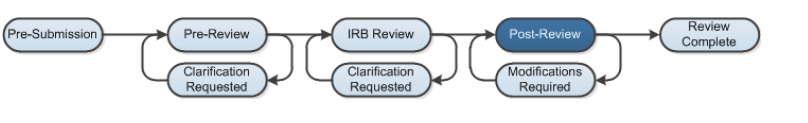 Pre-Submission
Pre-Review
IRB Review
Post-Review
Review
Complete
Clarification
Requested
Clarification
Requested
Modifications
Required